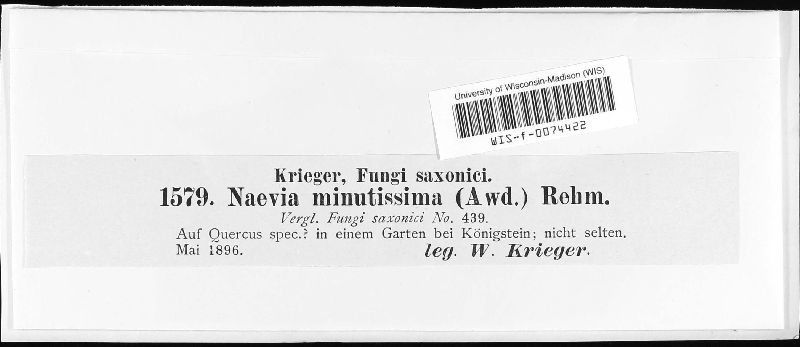 University of Wisconsin-Madison (WIS)
WIS-f-0074422
Krieger, Fungi saxonici.
1579. Naevia minutissima (Awd.) Rehm.
Vergl. Fungi saxonici No. 439.
Auf Quercus spec.? in einem Garten bei Königstein; nicht selten.
Mai 1896. leg. W. Krieger.